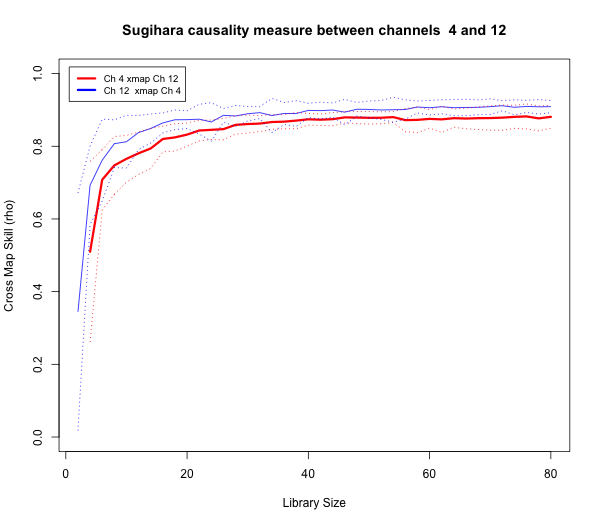 Sugihara causality measure between channels  4 and 12
Ch 4 xmap Ch 12
Ch 12  xmap Ch 4
Cross Map Skill (rho)
1.0
0.8
0.6
0.4
0.2
0.0
0 20 40 60 80
Library Size